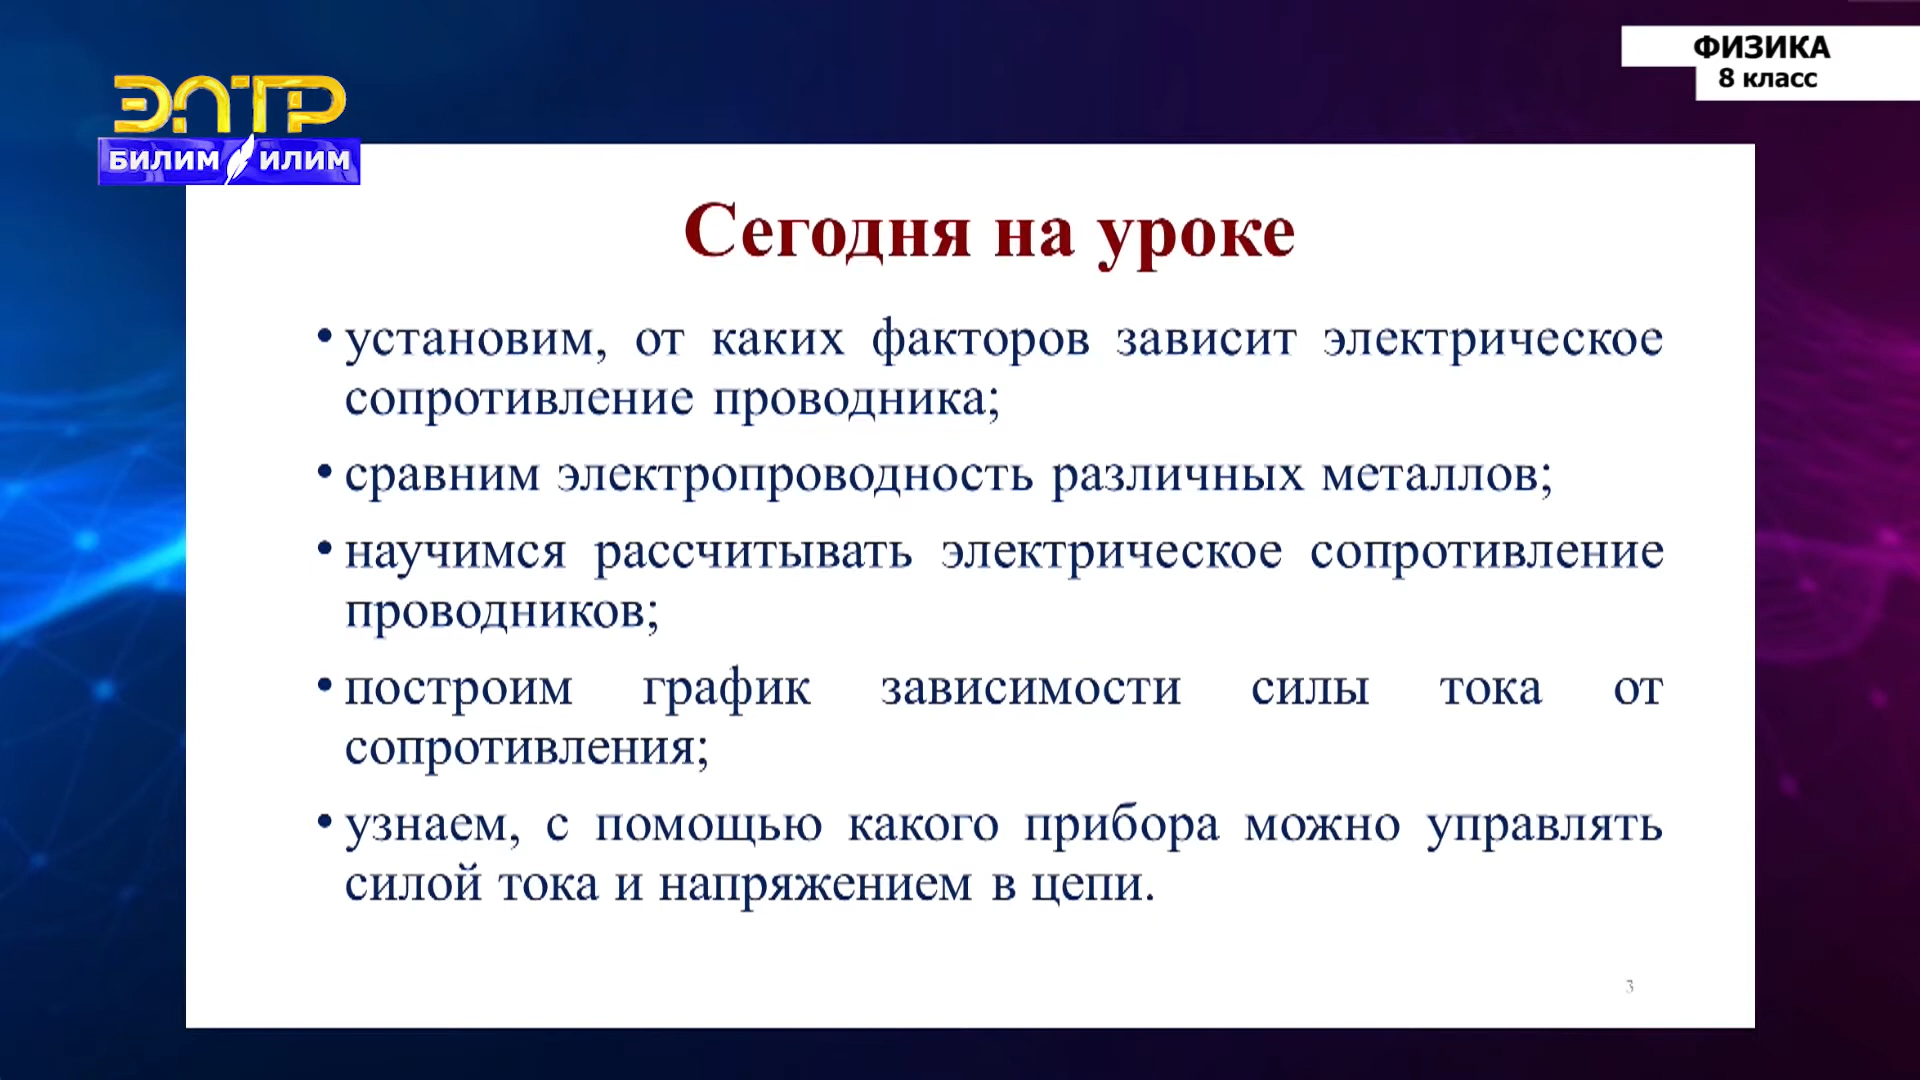 ФИЗИКА
8 класс
ЭЛТР
БИЛИМ ИЛИМ
Сегодня на уроке
• установим, от каких факторов зависит электрическое
сопротивление проводника;
• сравним электропроводность различных металлов;
• научимся рассчитывать электрическое сопротивление
проводников;
• построим график зависимости силы тока от
сопротивления;
• узнаем, с помощью какого прибора можно управлять
силой тока и напряжением в цепи.
3